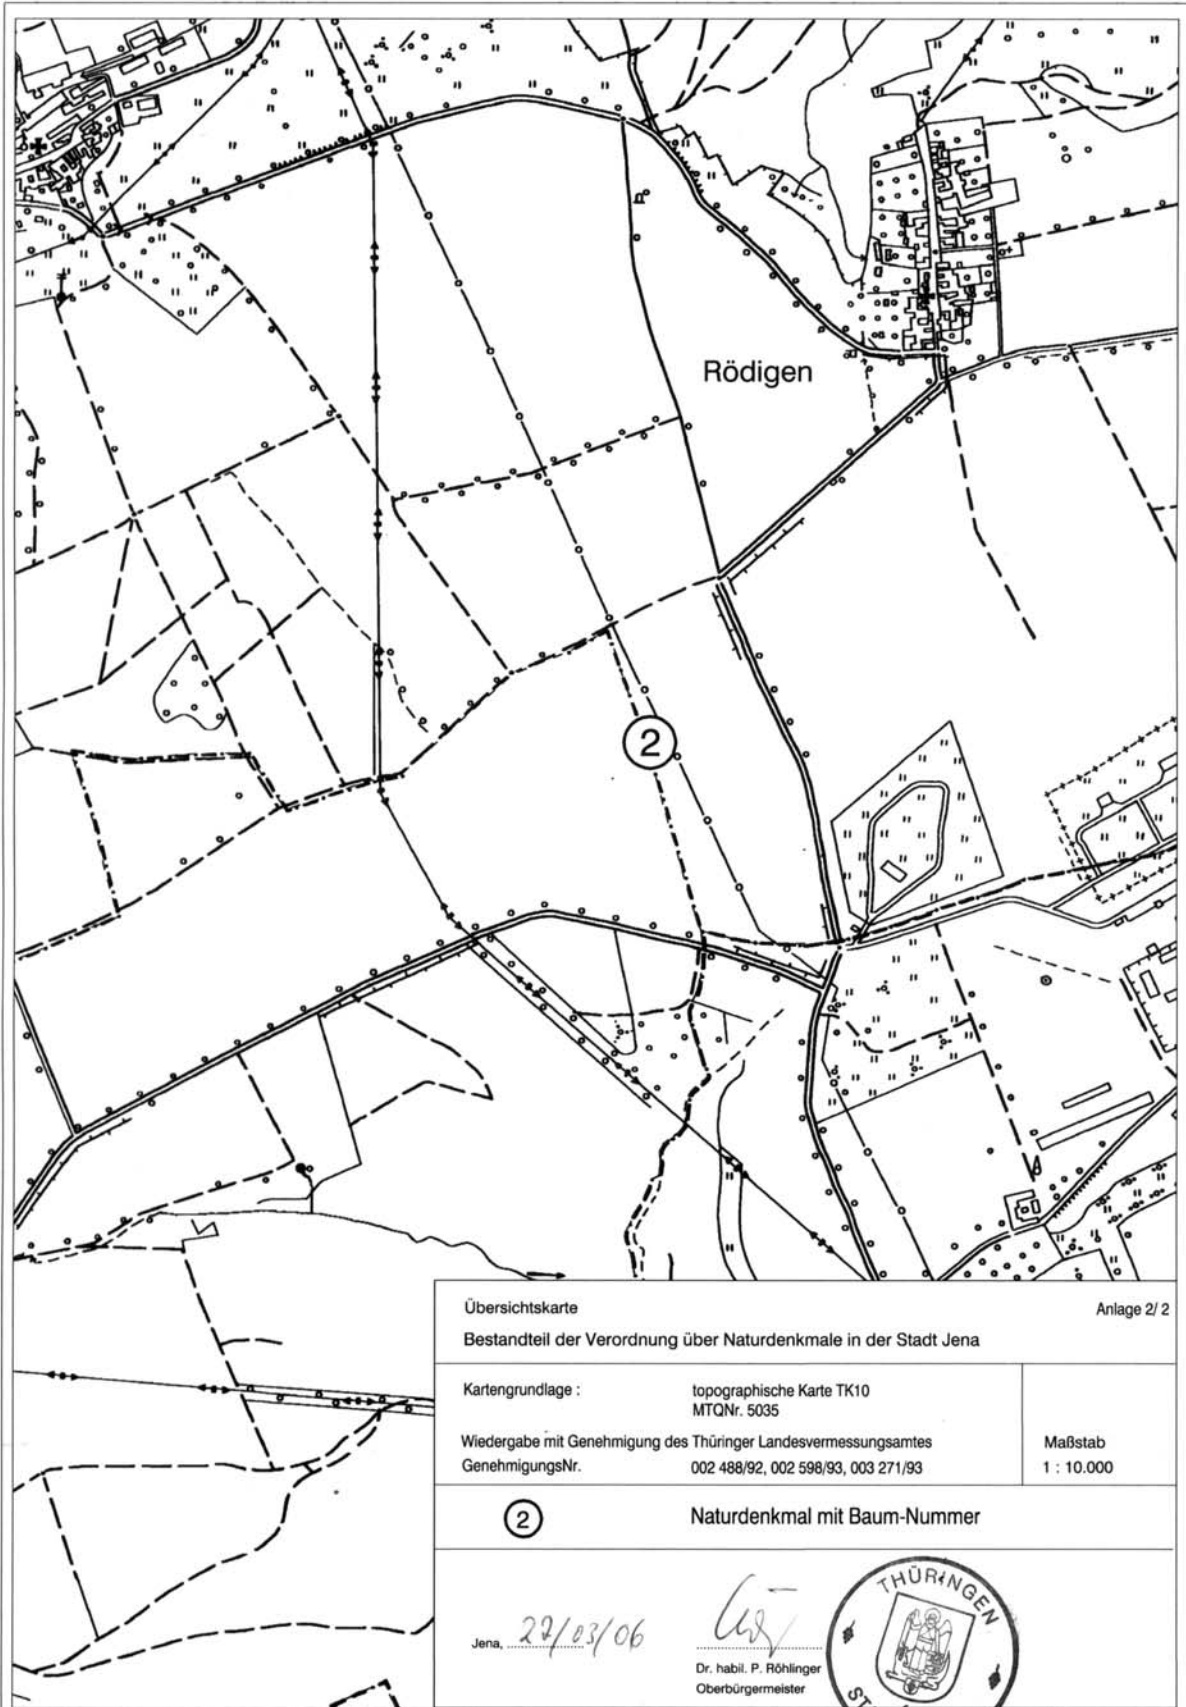 Rödigen
2
Übersichtskarte
Anlage 2/ 2
Bestandteil der Verordnung über Naturdenkmale in der Stadt Jena
Kartengrundlage :
topographische Karte TK10
MTQNr. 5035
Wiedergabe mit Genehmigung des Thüringer Landesvermessungsamtes
GenehmigungsNr.
002 488/92, 002 598/93, 003 271/93
Maßstab
1 : 10.000
2
Naturdenkmal mit Baum-Nummer
Jena, 27/03/06
Dr. habil. P. Röhlinger
Oberbürgermeister
THÜRINGEN